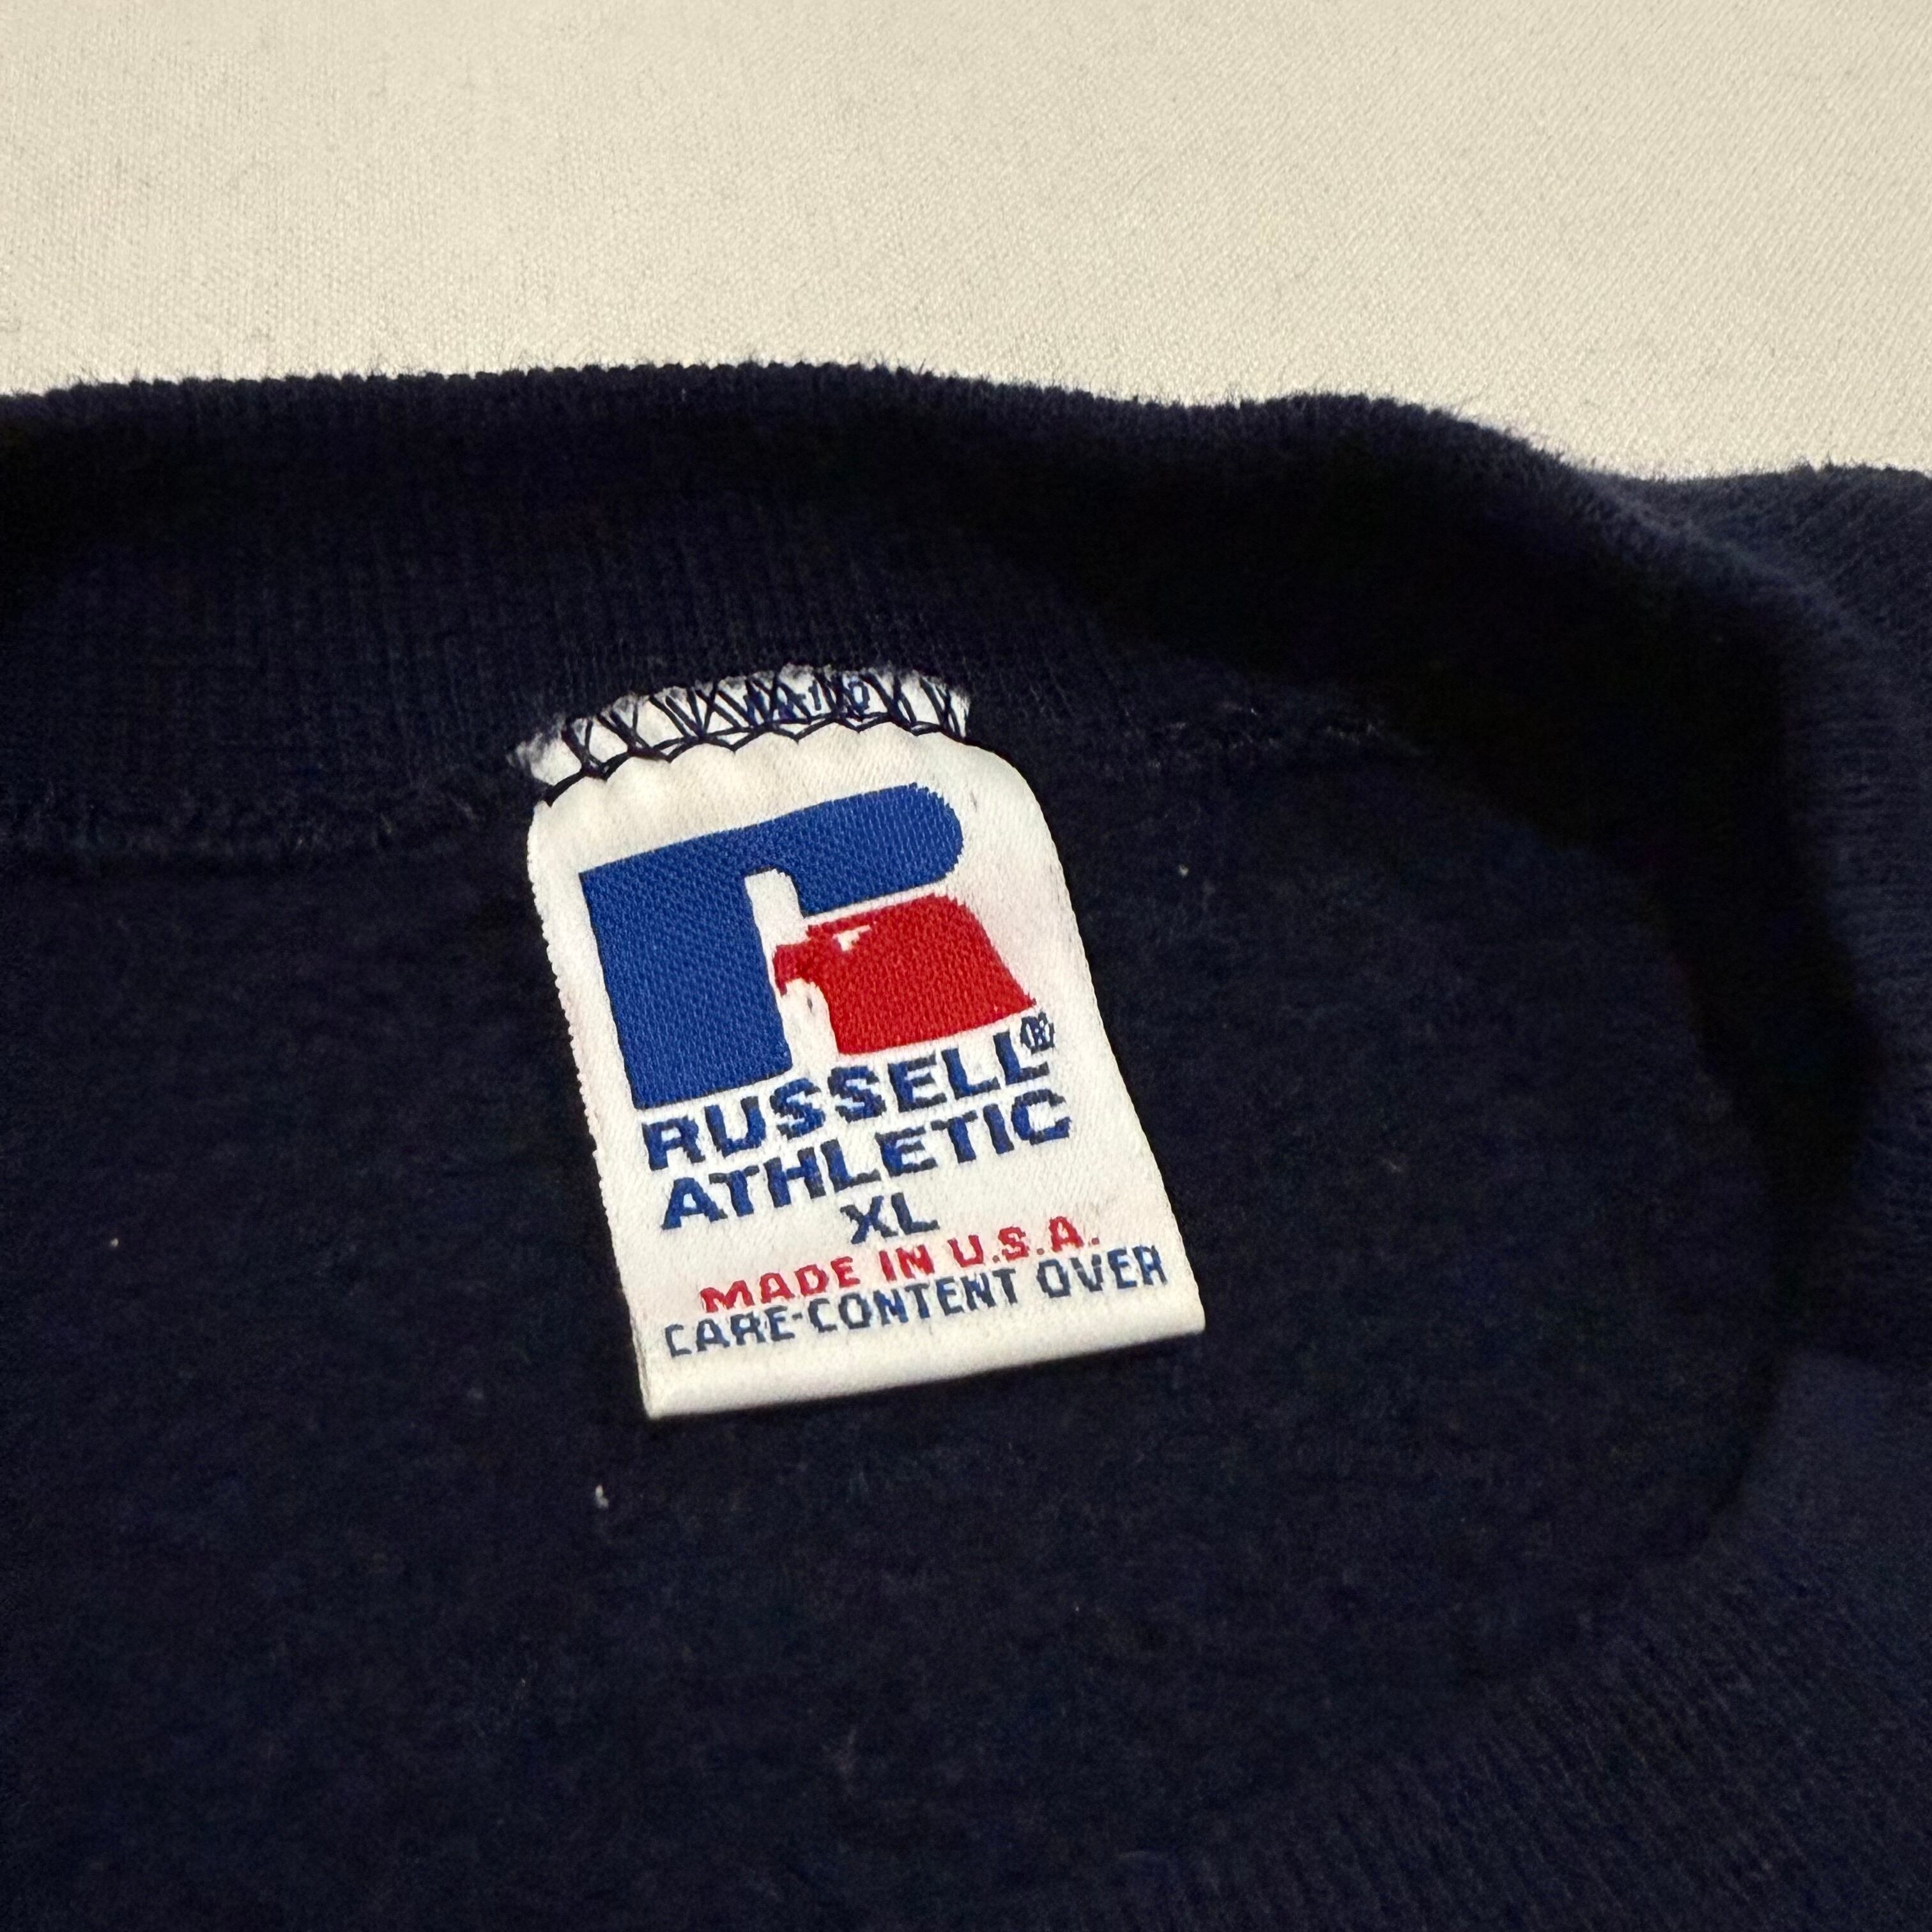 RUSSELL®
ATHLETIC
XL
MADE IN U.S.A.
CARE-CONTENT OVER